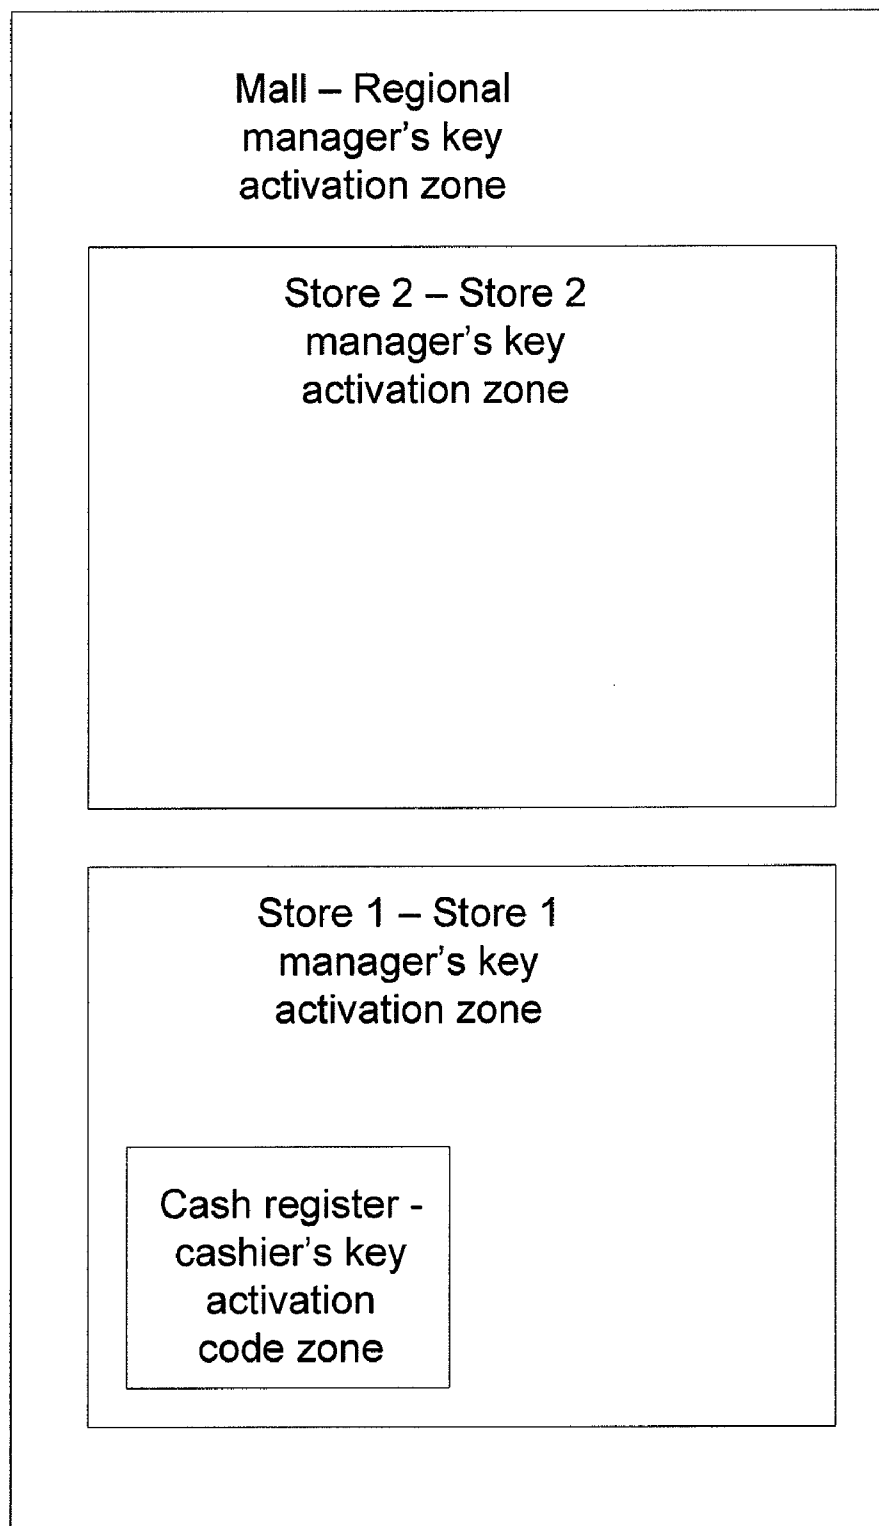 Mall – Regional
manager's key
activation zone
Store 2 – Store 2
manager's key
activation zone
Store 1 – Store 1
manager's key
activation zone
Cash register -
cashier's key
activation
code zone